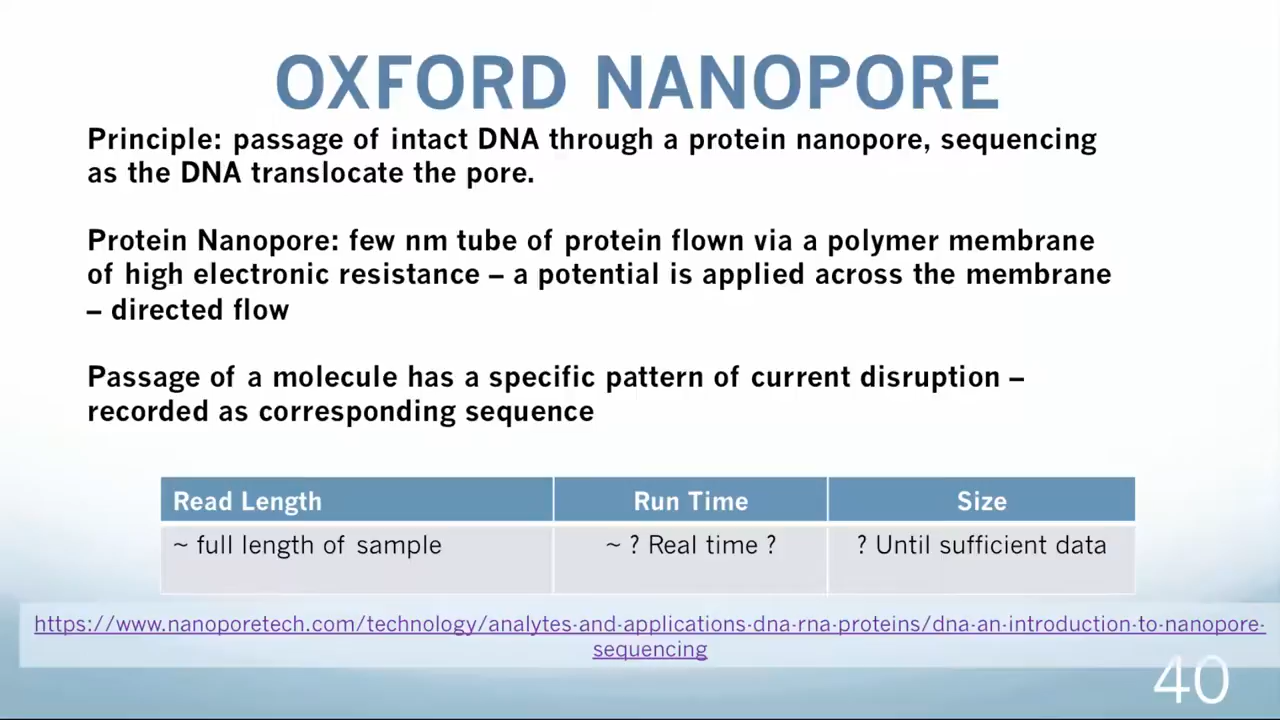 OXFORD NANOPORE
Principle: passage of intact DNA through a protein nanopore, sequencing
as the DNA translocate the pore.
Protein Nanopore: few nm tube of protein flown via a polymer membrane
of high electronic resistance – a potential is applied across the membrane
– directed flow
Passage of a molecule has a specific pattern of current disruption –
recorded as corresponding sequence
Read Length Run Time Size
~ full length of sample ~ ? Real time ? ? Until sufficient data
https://www.nanoporetech.com/technology/analytes-and-applications-dna-rna-proteins/dna-an-introduction-to-nanopore-
sequencing
40